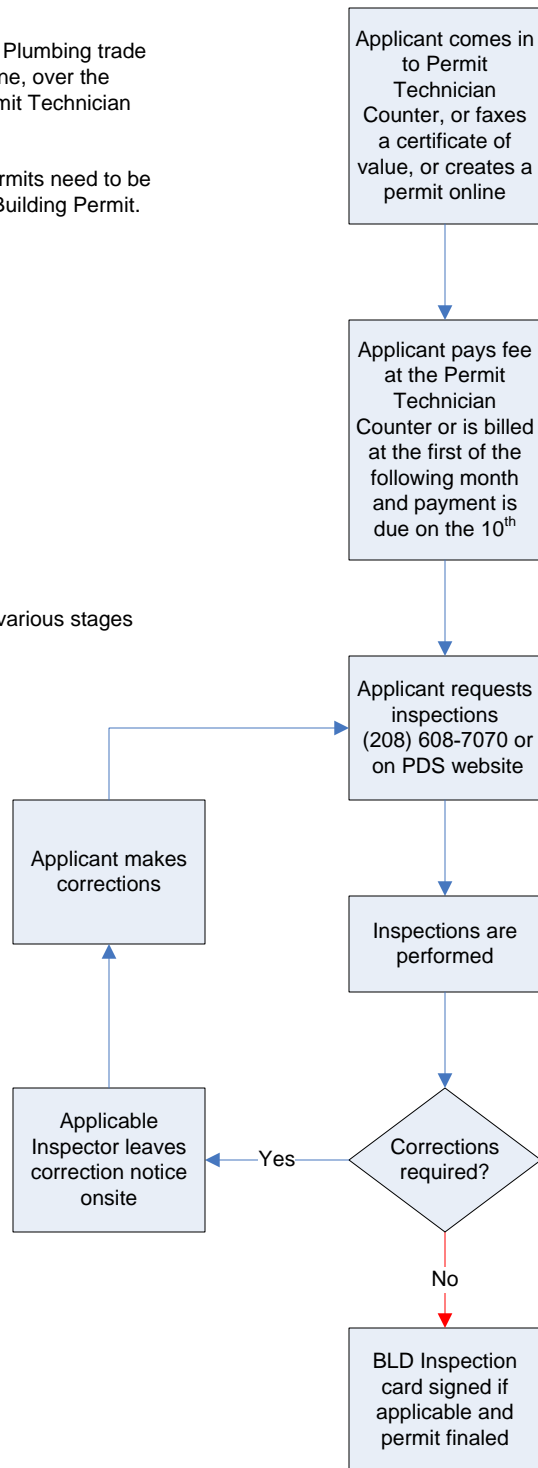 Plumbing trade
ne, over the
mit Technician
rmits need to be
Building Permit.
Applicant comes in
to Permit
Technician
Counter, or faxes
a certificate of
value, or creates a
permit online
Applicant pays fee
at the Permit
Technician
Counter or is billed
at the first of the
following month
and payment is
due on the 10th
various stages
Applicant requests
inspections
(208) 608-7070 or
on PDS website
Applicant makes
corrections
Inspections are
performed
Applicable
Inspector leaves
correction notice
onsite
Yes
Corrections
required?
No
BLD Inspection
card signed if
applicable and
permit finaled